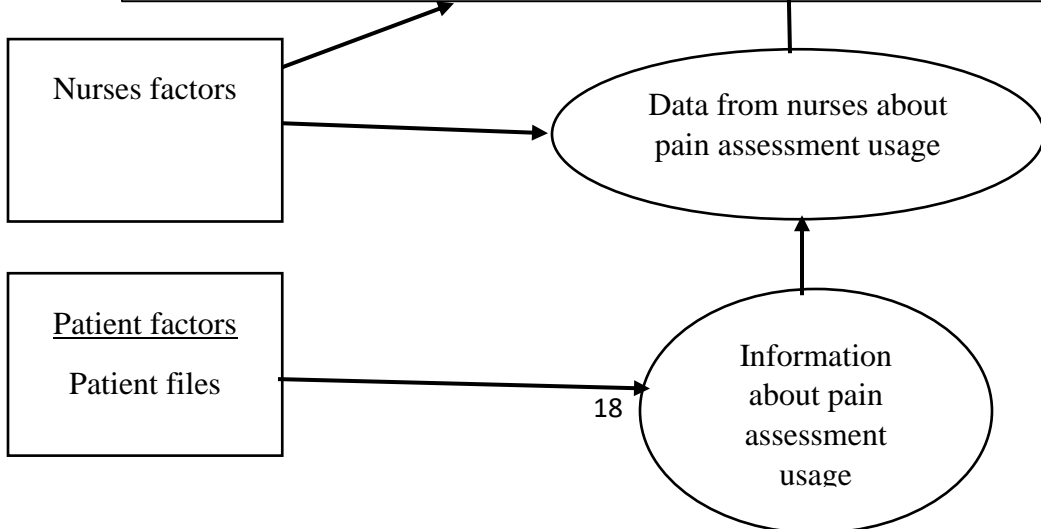 Nurses factors
Data from nurses about
pain assessment usage
Patient factors
Patient files
18
Information
about pain
assessment
usage